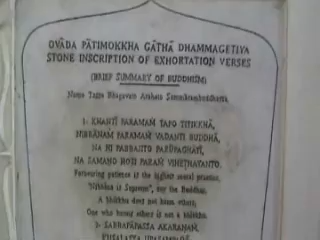 OVĀDA PĀTIMOKKHA GĀTHĀ DHAMMAGETIYA
STONE INSCRIPTION OF EXHORTATION VERSES
(BRIEF SUMMARY OF BUDDHISM)
Namo Tassa Bhagavato Arahato Sammāsambuddhassa
1- KHANTI PARAMAṀ TAPO TITIKKHĀ,
NIBBĀNAṀ PARAMAṀ VADANTI BUDDHĀ,
NA HI PABBAJITO PARŪPAGHĀTĪ,
NA SAMANO HOTI PARAṀ VIHEṬHAYANTO.
Forbearing patience is the highest moral practice,
"Nibbāna is Supreme", say the Buddhas.
A bhikkhu does not harm others;
One who harms others is not a bhikkhu.
2- SABBAPĀPASSA AKARAṆAṀ,